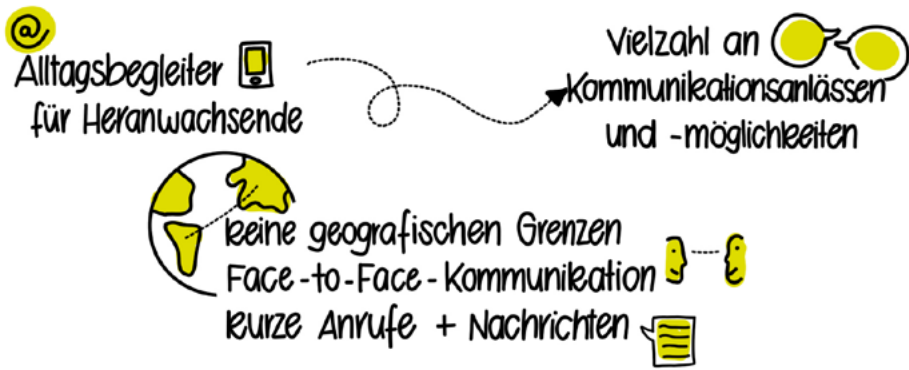 @
Alltagsbegleiter
für Heranwachsende
Vielzahl an
Kommunikationsanlässen
und -möglichkeiten
keine geografischen Grenzen
Face-to-Face-Kommunikation
kurze Anrufe + Nachrichten